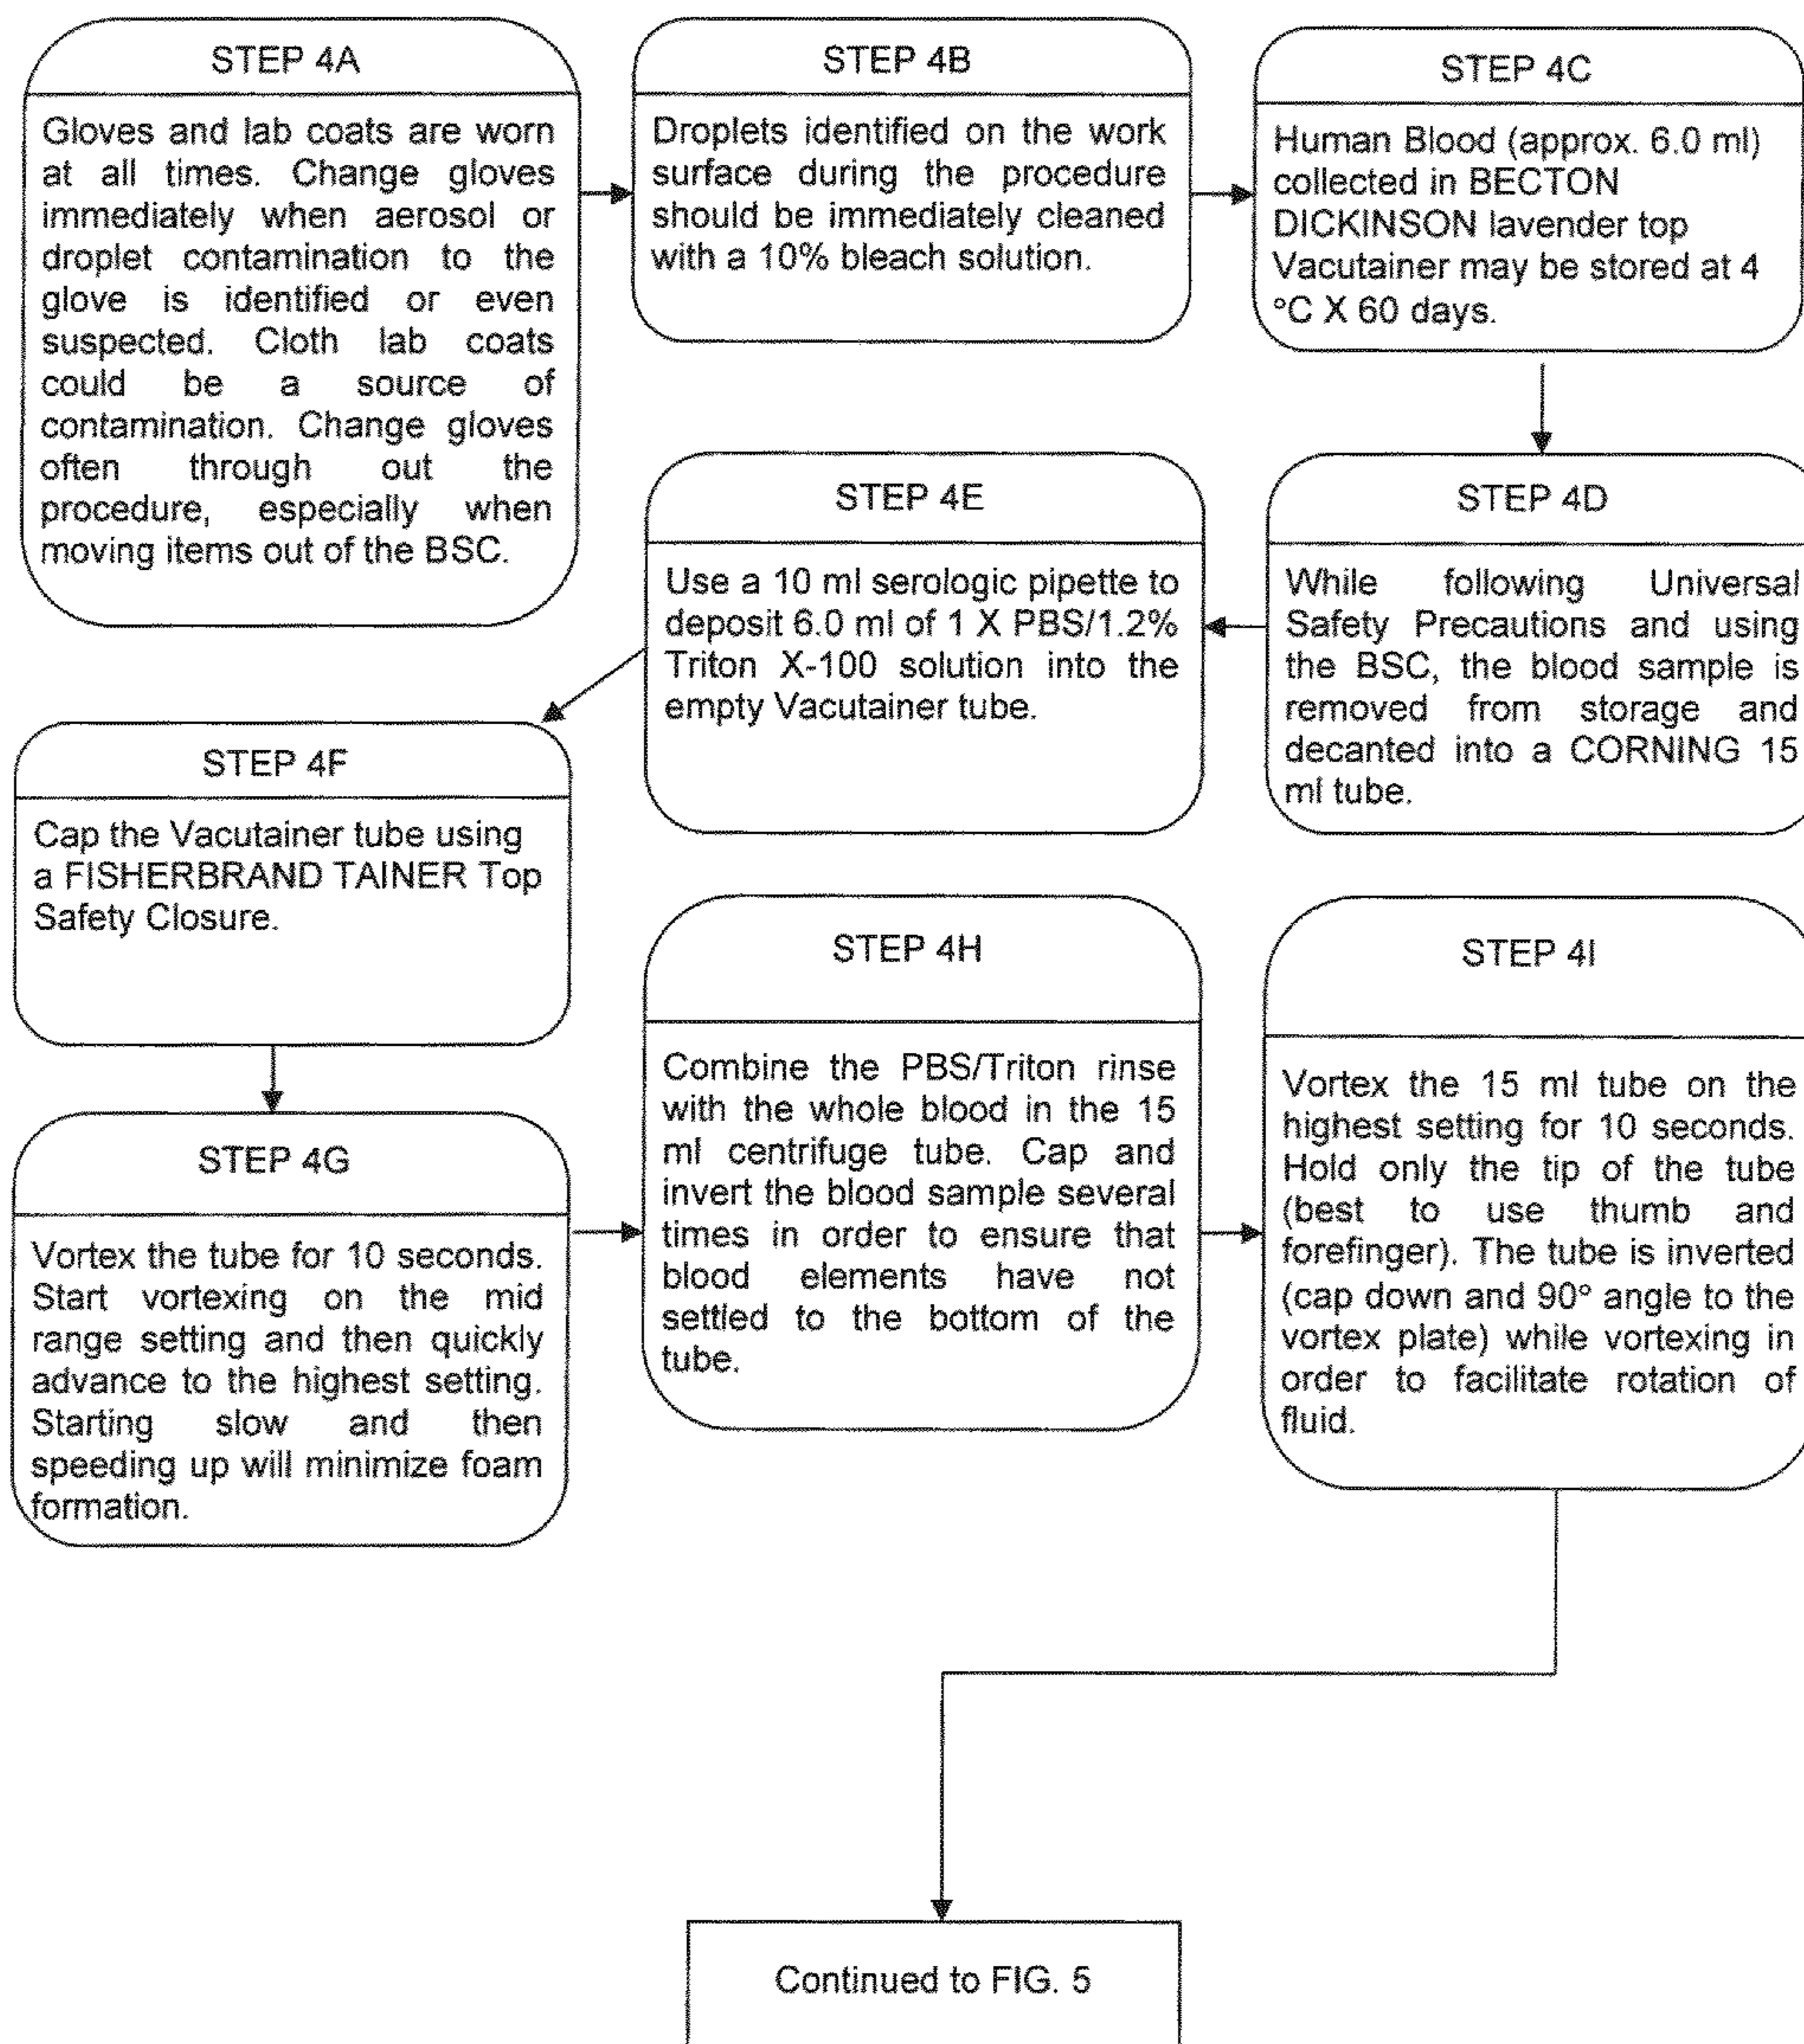 STEP 4A
Gloves and lab coats are worn
at all times. Change gloves
immediately when aerosol or
droplet contamination to the
glove is identified or even
suspected. Cloth lab coats
could be a source of
contamination. Change gloves
often through out the
procedure, especially when
moving items out of the BSC.
STEP 4B
Droplets identified on the work
surface during the procedure
should be immediately cleaned
with a 10% bleach solution.
STEP 4C
Human Blood (approx. 6.0 ml)
collected in BECTON
DICKINSON lavender top
Vacutainer may be stored at 4
°C X 60 days.
STEP 4D
While following Universal
Safety Precautions and using
the BSC, the blood sample is
removed from storage and
decanted into a CORNING 15
ml tube.
STEP 4E
Use a 10 ml serologic pipette to
deposit 6.0 ml of 1 X PBS/1.2%
Triton X-100 solution into the
empty Vacutainer tube.
STEP 4F
Cap the Vacutainer tube using
a FISHERBRAND TAINER Top
Safety Closure.
STEP 4G
Vortex the tube for 10 seconds.
Start vortexing on the mid
range setting and then quickly
advance to the highest setting.
Starting slow and then
speeding up will minimize foam
formation.
STEP 4H
Combine the PBS/Triton rinse
with the whole blood in the 15
ml centrifuge tube. Cap and
invert the blood sample several
times in order to ensure that
blood elements have not
settled to the bottom of the
tube.
STEP 4I
Vortex the 15 ml tube on the
highest setting for 10 seconds.
Hold only the tip of the tube
(best to use thumb and
forefinger). The tube is inverted
(cap down and 90° angle to the
vortex plate) while vortexing in
order to facilitate rotation of
fluid.
Continued to FIG. 5